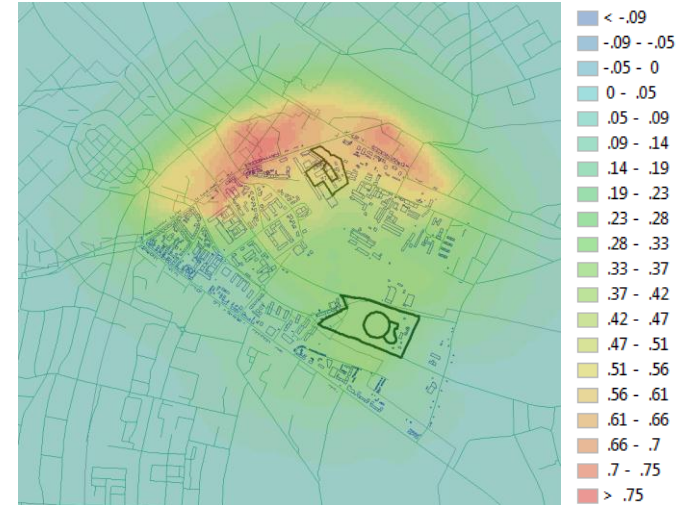 < -.09
-.09 - -.05
-.05 - 0
0 - .05
.05 - .09
.09 - .14
.14 - .19
.19 - .23
.23 - .28
.28 - .33
.33 - .37
.37 - .42
.42 - .47
.47 - .51
.51 - .56
.56 - .61
.61 - .66
.66 - .7
.7 - .75
> .75